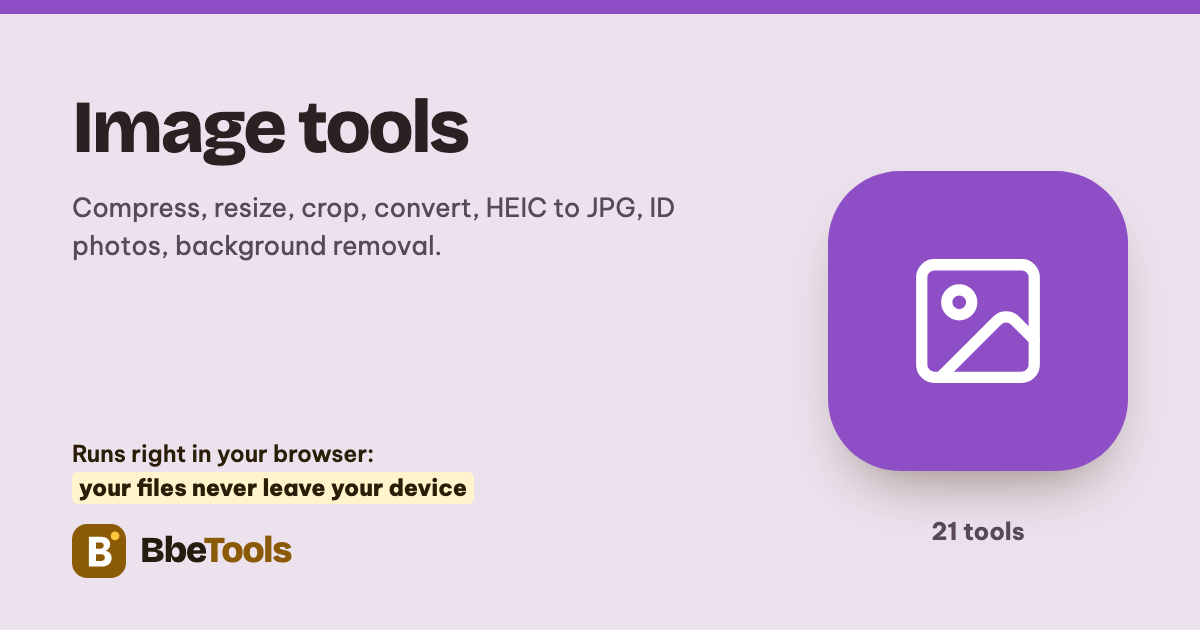 Image tools
Compress, resize, crop, convert, HEIC to JPG, ID
photos, background removal.
Runs right in your browser:
your files never leave your device
B BbeTools
21 tools